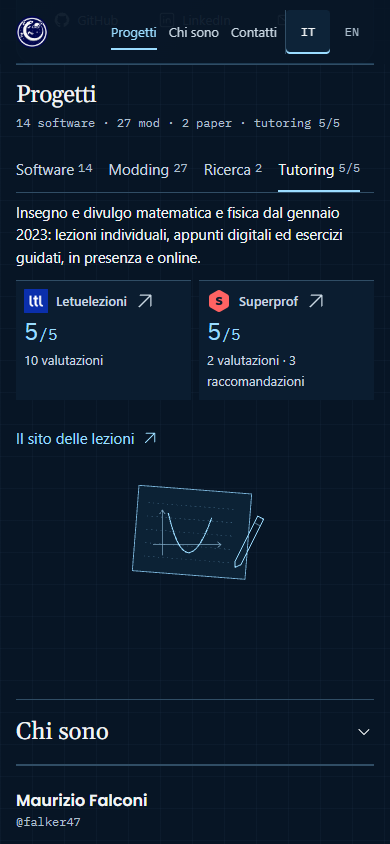 GitHub LinkedIn
Progetti Chi sono Contatti IT EN
Progetti
14 software · 27 mod · 2 paper · tutoring 5/5
Software 14 Modding 27 Ricerca 2 Tutoring 5/5
Insegno e divulgo matematica e fisica dal gennaio
2023: lezioni individuali, appunti digitali ed esercizi
guidati, in presenza e online.
ltl Letuelezioni
5/5
10 valutazioni
S Superprof
5/5
2 valutazioni · 3
raccomandazioni
Il sito delle lezioni
Chi sono
Maurizio Falconi
@falker47